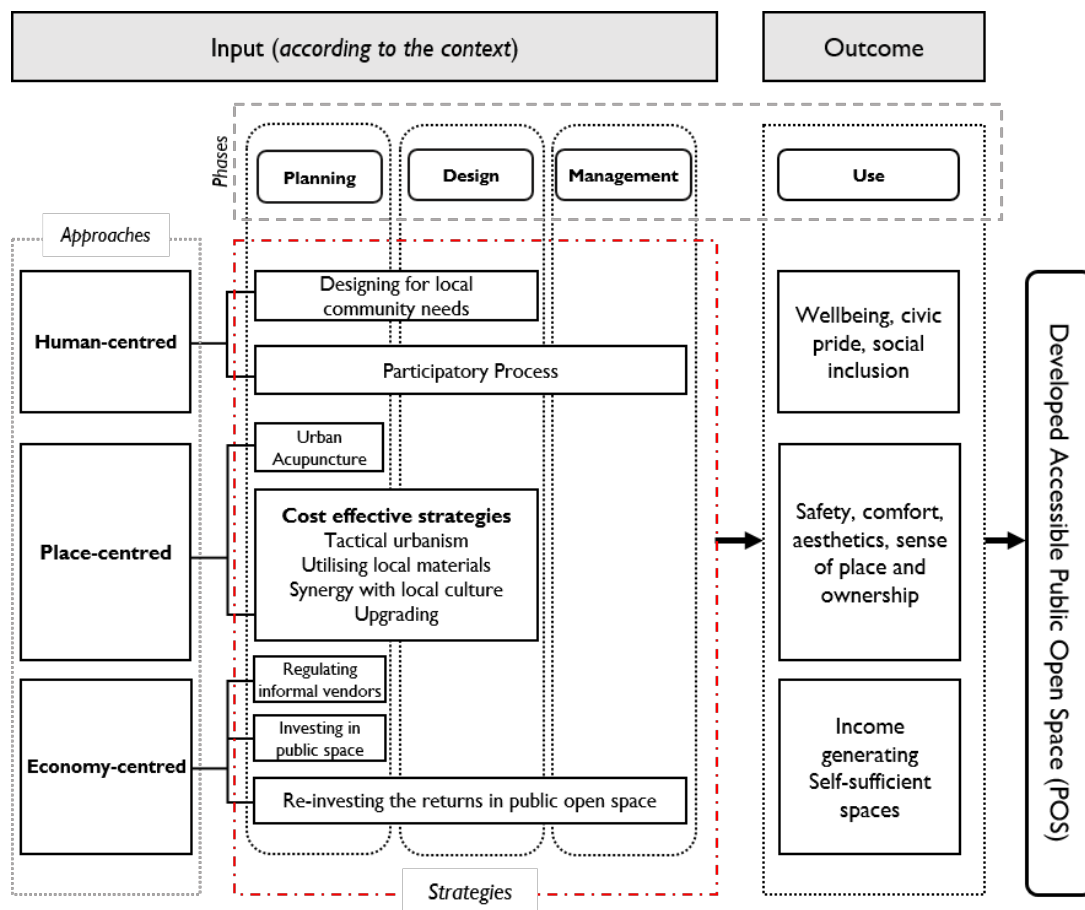 Input (according to the context)
Outcome
Phases
Planning
Design
Management
Use
Approaches
Human-centred
Designing for local
community needs
Participatory Process
Wellbeing, civic
pride, social
inclusion
Place-centred
Urban
Acupuncture
Cost effective strategies
Tactical urbanism
Utilising local materials
Synergy with local culture
Upgrading
Safety, comfort,
aesthetics, sense
of place and
ownership
Economy-centred
Regulating
informal vendors
Investing in
public space
Re-investing the returns in public open space
Income
generating
Self-sufficient
spaces
Strategies
Developed Accessible Public Open Space (POS)